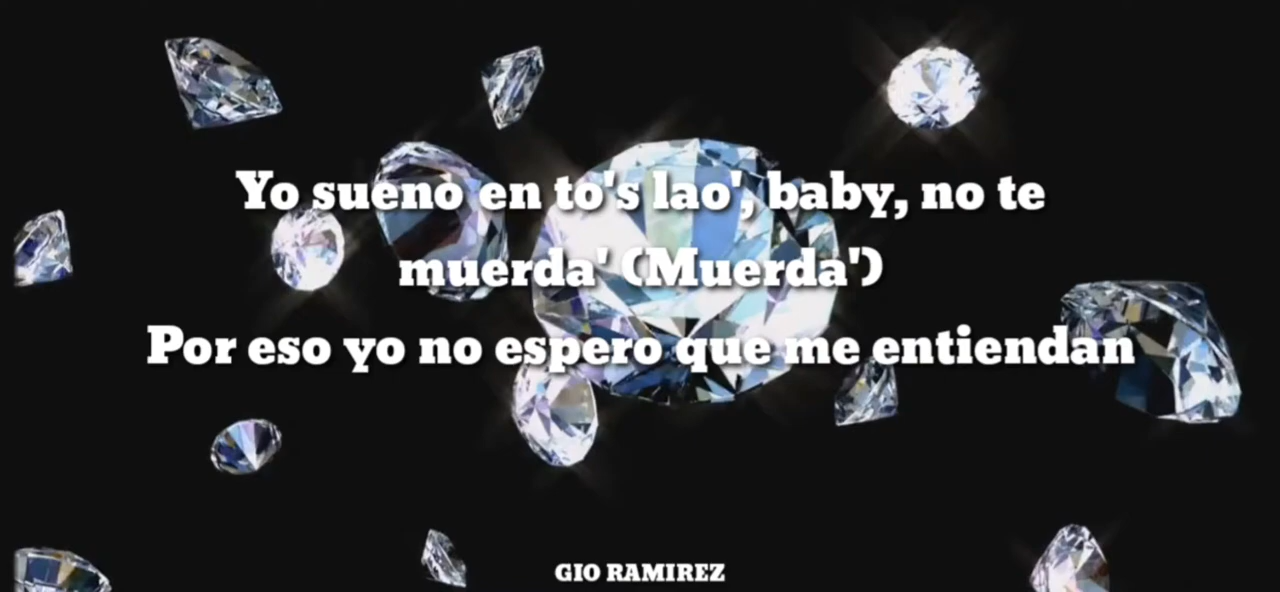 Yo sueno en to's lao', baby, no te
muerda' (Muerda')
Por eso yo no espero que me entiendan
GIO RAMIREZ